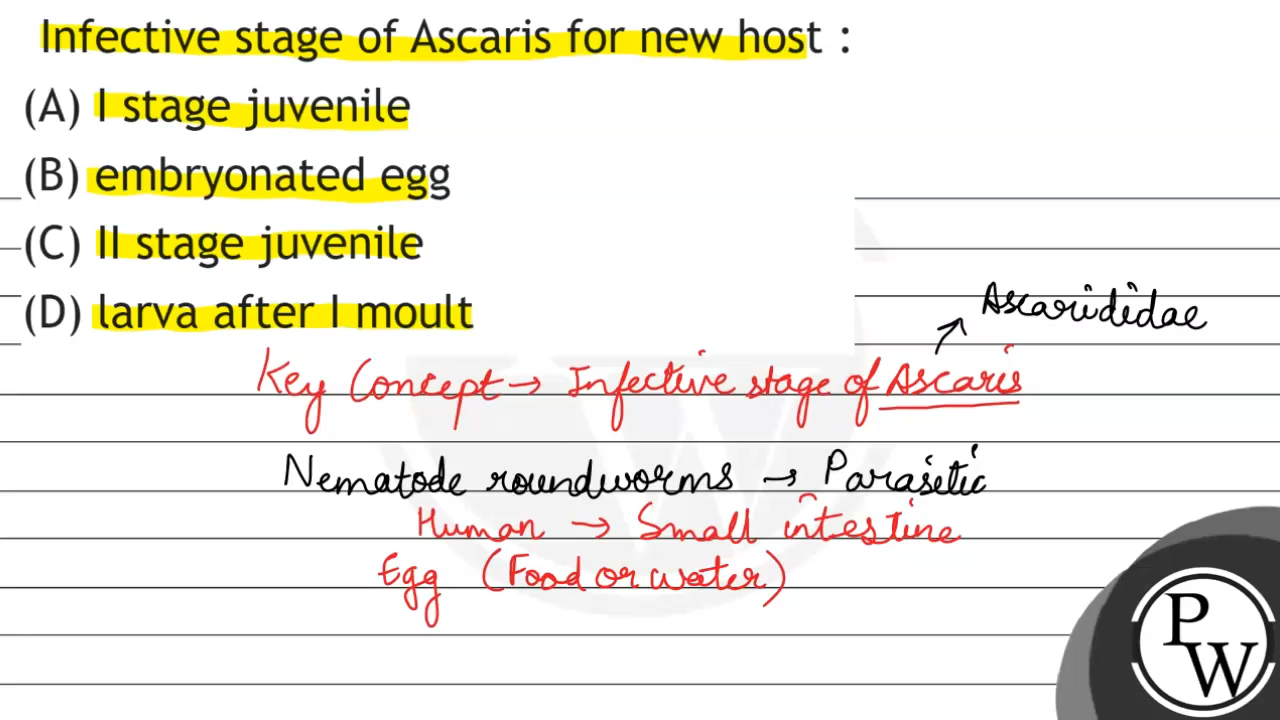 Infective stage of Ascaris for new host :
(A) I stage juvenile
(B) embryonated egg
(C) II stage juvenile
(D) larva after I moult
Ascarididae
Key Concept → Infective stage of Ascaris
Nematode roundworms → Parasitic
Human → Small intestine
Egg (Food or water)
P
W